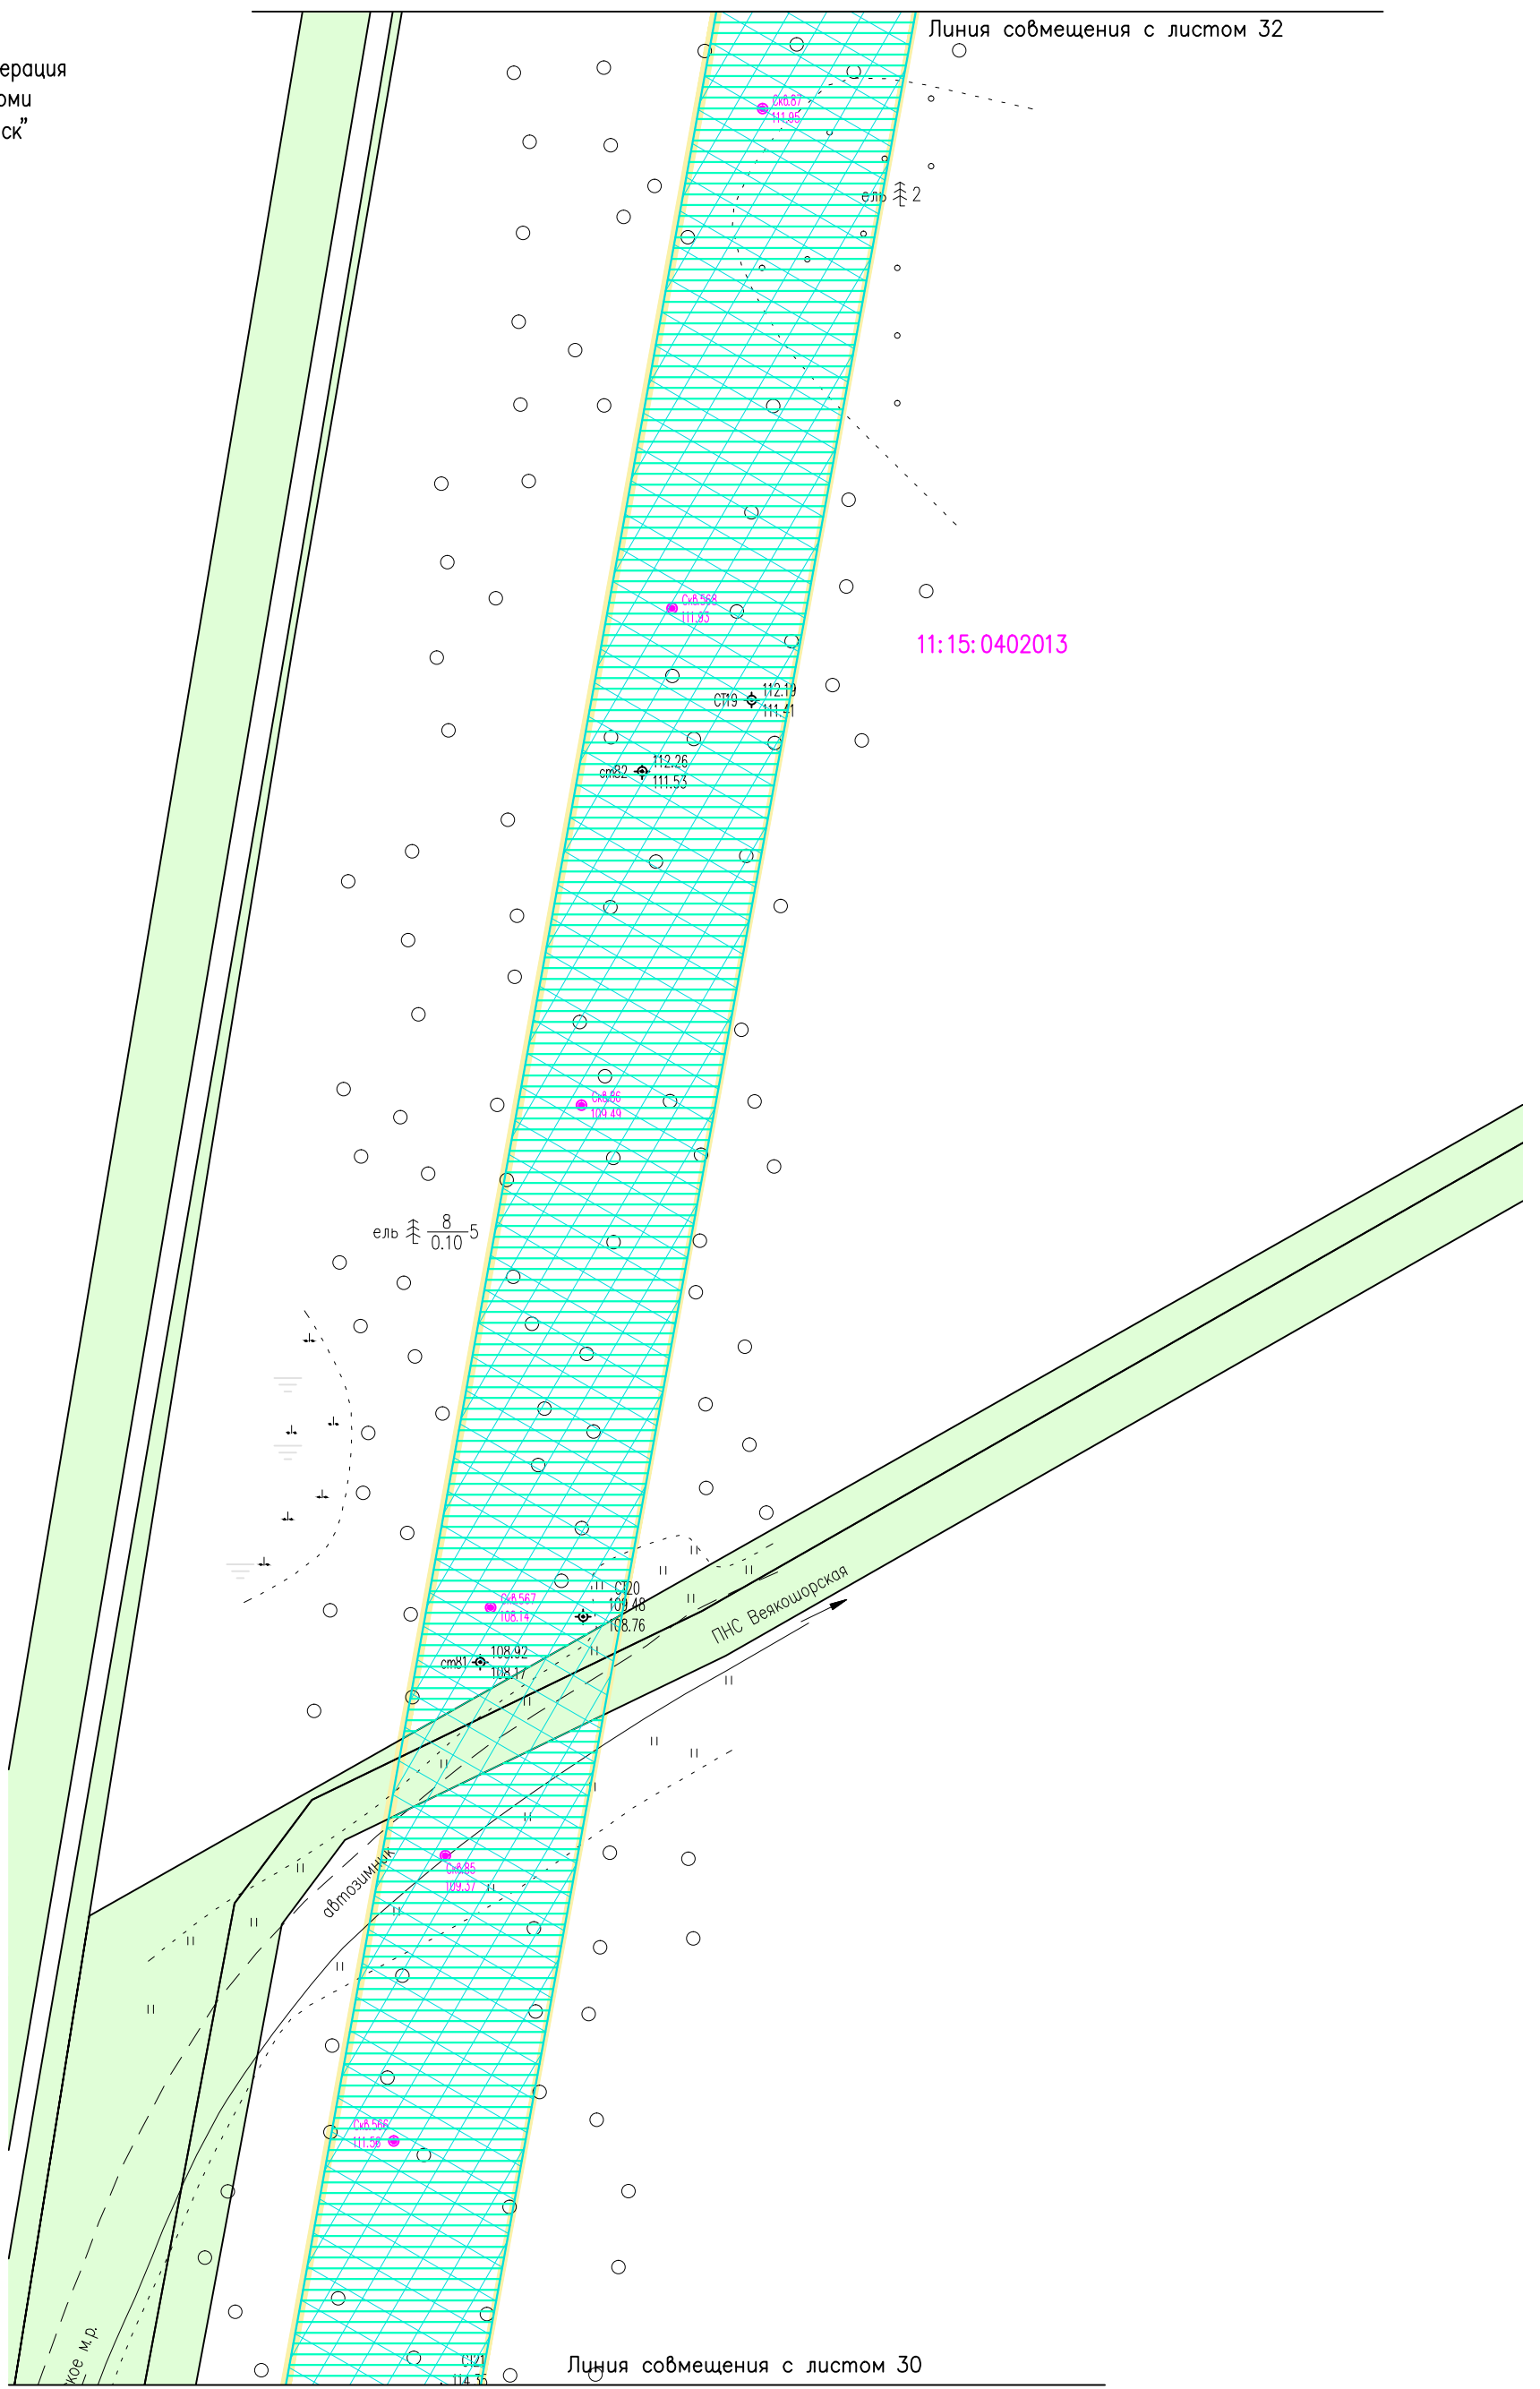 Линия совмещения с листом 32
ерация
оми
ск"
Скв.87
111.95
ель 2
Скв.568
111.93
11:15:0402013
СТ19 112.19
111.41
ст82 112.26
111.53
Скв.86
109.49
ель 8 5
0.10
Скв.567
108.14
СТ20
109.48
108.76
ПНС Веякошорская
ст81 108.92
108.17
автозимник
Скв.85
109.37
Скв.566
111.56
кое м.р.
СТ21
114.35
Линия совмещения с листом 30